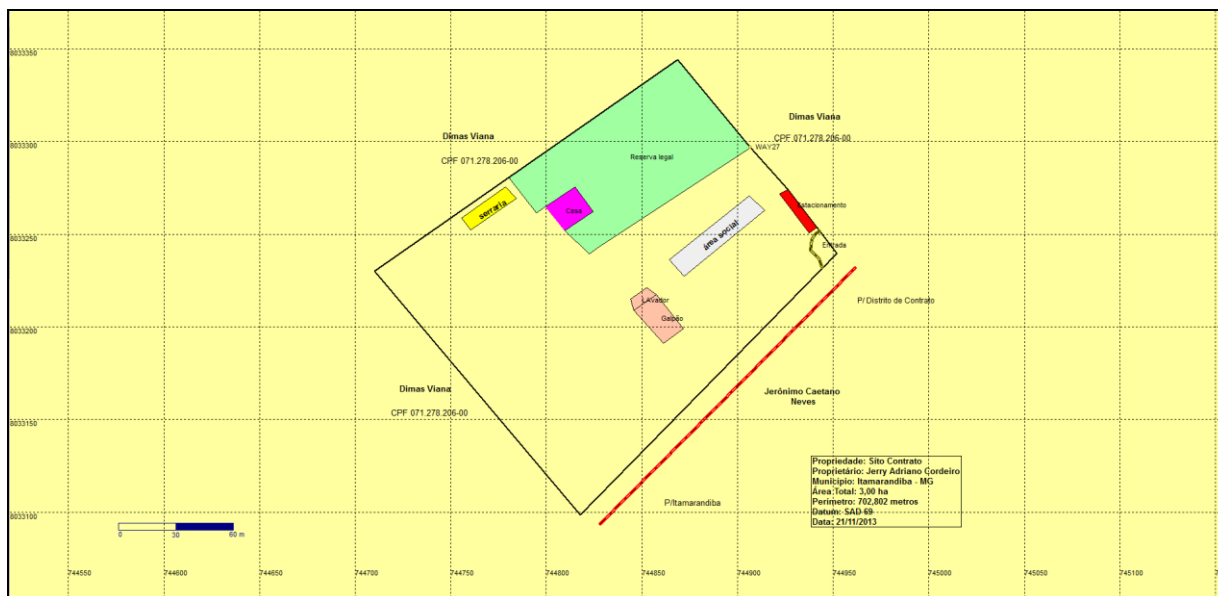 8033350
Dimas Viana
Dimas Viana
8033300
CPF 071.278.206-00
WAY27
CPF 071.278.206-00
Reserva legal
serraria
Casa
Estacionamento
8033250
área social
Entrada
LAvador
P/ Distrito de Contrato
Galpão
8033200
Dimas Viana
Jerônimo Caetano
Neves
CPF 071.278.206-00
8033150
Propriedade: Sito Contrato
Proprietário: Jerry Adriano Cordeiro
Município: Itamarandiba - MG
Área Total: 3,00 ha
Perímetro: 702,802 metros
Datum: SAD 69
Data: 21/11/2013
P/Itamarandiba
8033100
0 30 60 m
744550 744600 744650 744700 744750 744800 744850 744900 744950 745000 745050 745100